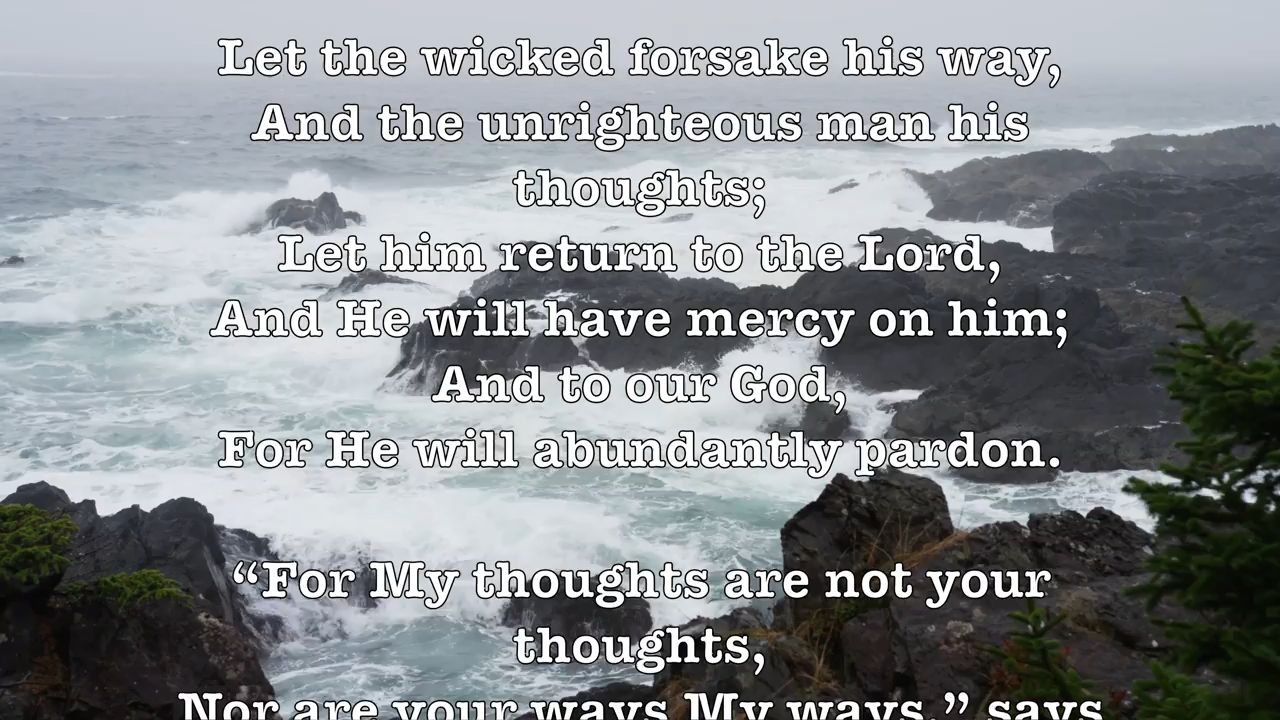 Let the wicked forsake his way,
And the unrighteous man his
thoughts;
Let him return to the Lord,
And He will have mercy on him;
And to our God,
For He will abundantly pardon.
“For My thoughts are not your
thoughts,
Nor are your ways My ways,” says